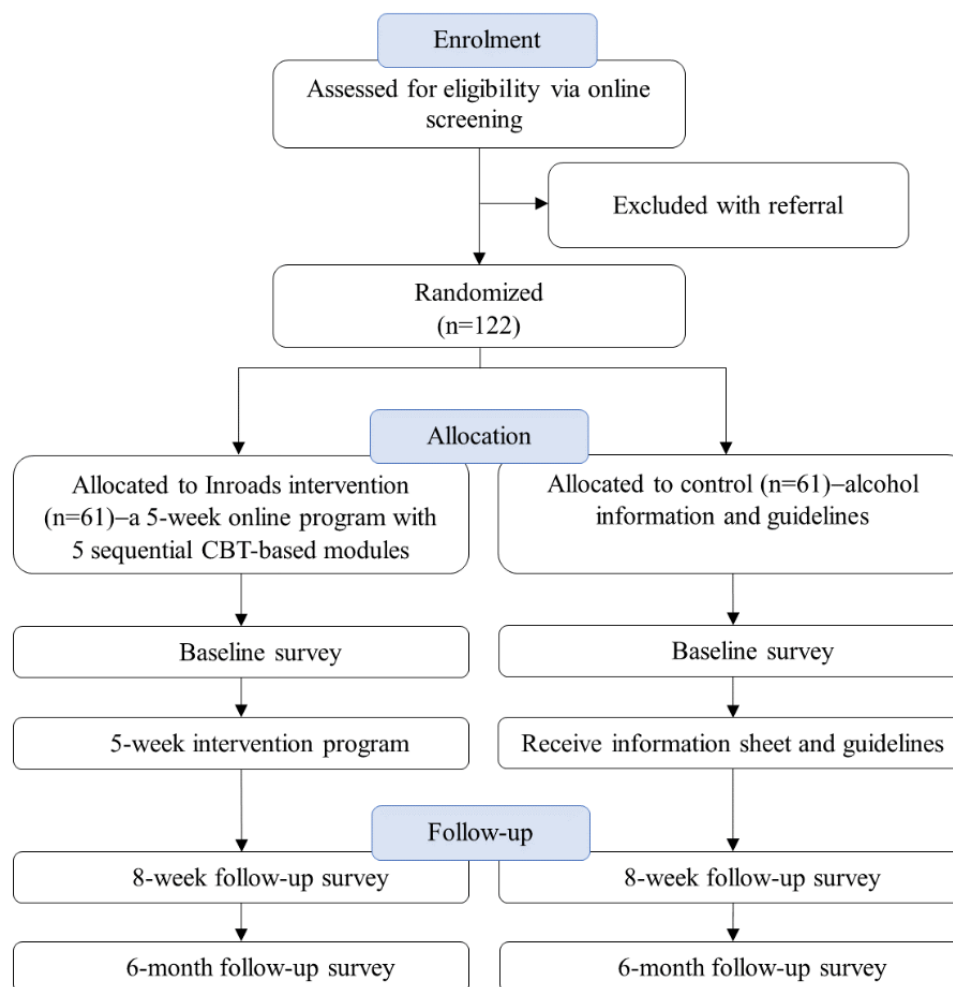 Enrolment
Assessed for eligibility via online
screening
Excluded with referral
Randomized
(n=122)
Allocation
Allocated to Inroads intervention
(n=61)–a 5-week online program with
5 sequential CBT-based modules
Allocated to control (n=61)–alcohol
information and guidelines
Baseline survey
Baseline survey
5-week intervention program
Receive information sheet and guidelines
Follow-up
8-week follow-up survey
8-week follow-up survey
6-month follow-up survey
6-month follow-up survey